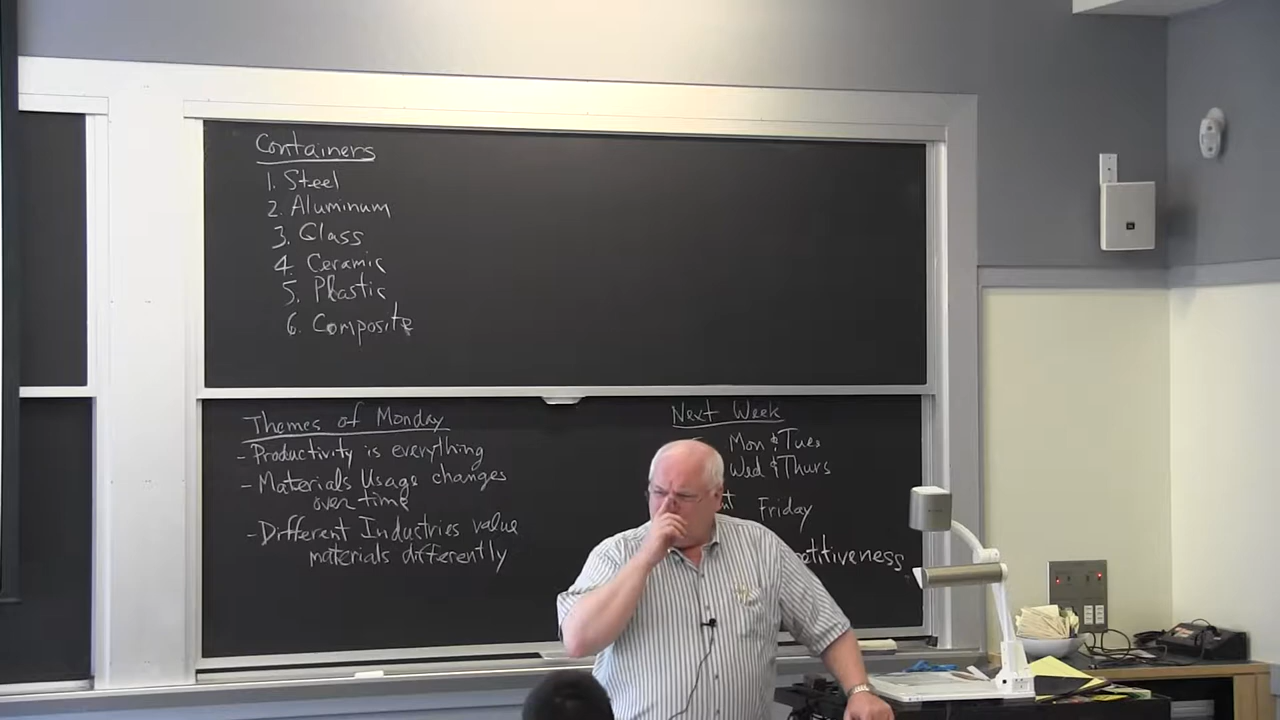 Containers
1. Steel
2. Aluminum
3. Glass
4. Ceramic
5. Plastic
6. Composite
Themes of Monday
- Productivity is everything
- Materials Usage changes
over time
- Different Industries value
materials differently
Next Week
Mon & Tues
Wed & Thurs
Friday